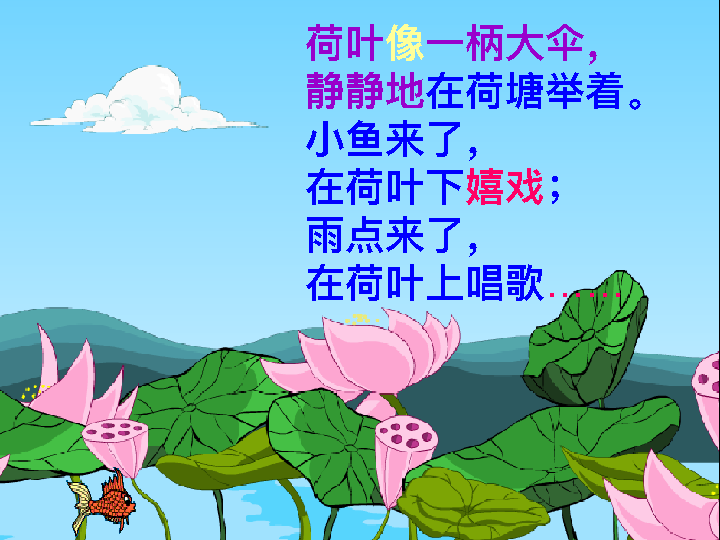 荷叶像一柄大伞，
静静地在荷塘举着。
小鱼来了，
在荷叶下嬉戏；
雨点来了，
在荷叶上唱歌……